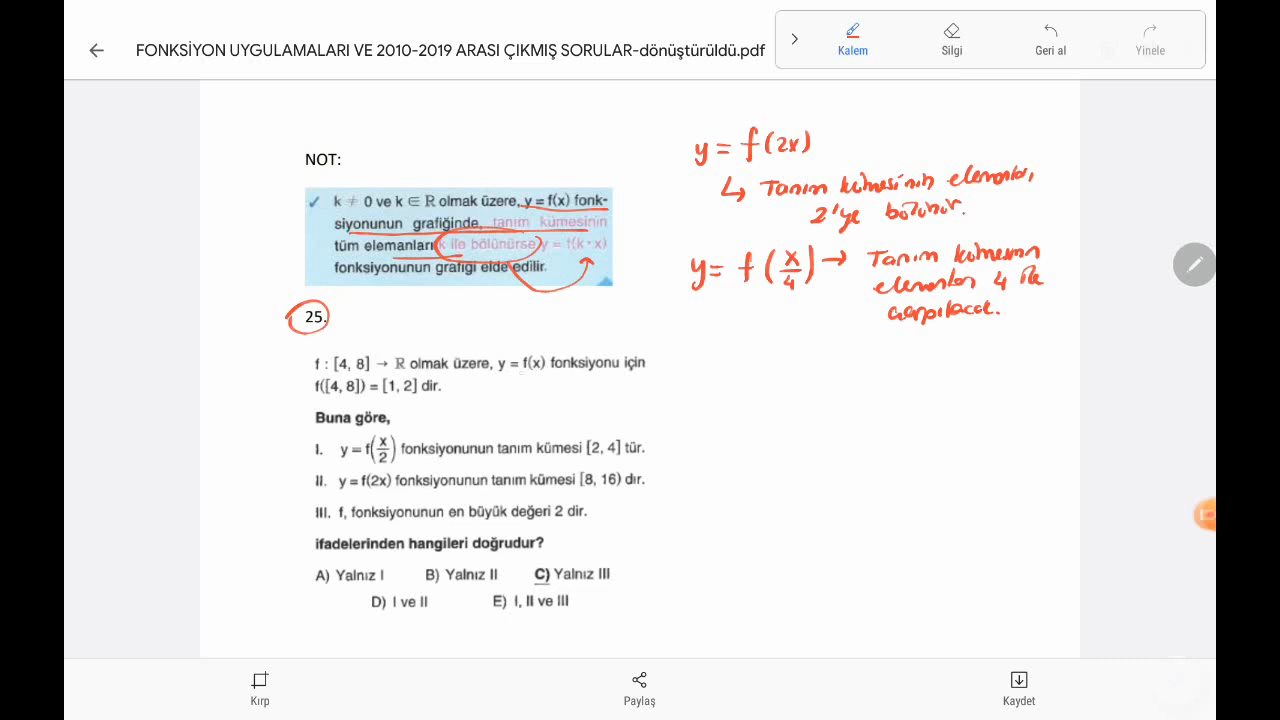 FONKSİYON UYGULAMALARI VE 2010-2019 ARASI ÇIKMIŞ SORULAR-dönüştürüldü.pdf
Kalem
Silgi
Geri al
Yinele
NOT:
✓ k ≠ 0 ve k ∈ ℝ olmak üzere, y = f(x) fonk-
siyonunun grafiğinde, tanım kümesinin
tüm elemanları k ile bölünürse y = f(k · x)
fonksiyonunun grafiği elde edilir.
y = f(2x)
↳ Tanım kümesinin elemanları
2'ye bölünür.
y = f(x/4) → Tanım kümesinin
elemanları 4 ile
çarpılacak.
25.
f : [4, 8] → ℝ olmak üzere, y = f(x) fonksiyonu için
f([4, 8]) = [1, 2] dir.
Buna göre,
I. y = f(x/2) fonksiyonunun tanım kümesi [2, 4] tür.
II. y = f(2x) fonksiyonunun tanım kümesi [8, 16) dır.
III. f, fonksiyonunun en büyük değeri 2 dir.
ifadelerinden hangileri doğrudur?
A) Yalnız I B) Yalnız II C) Yalnız III
D) I ve II E) I, II ve III
Kırp
Paylaş
Kaydet